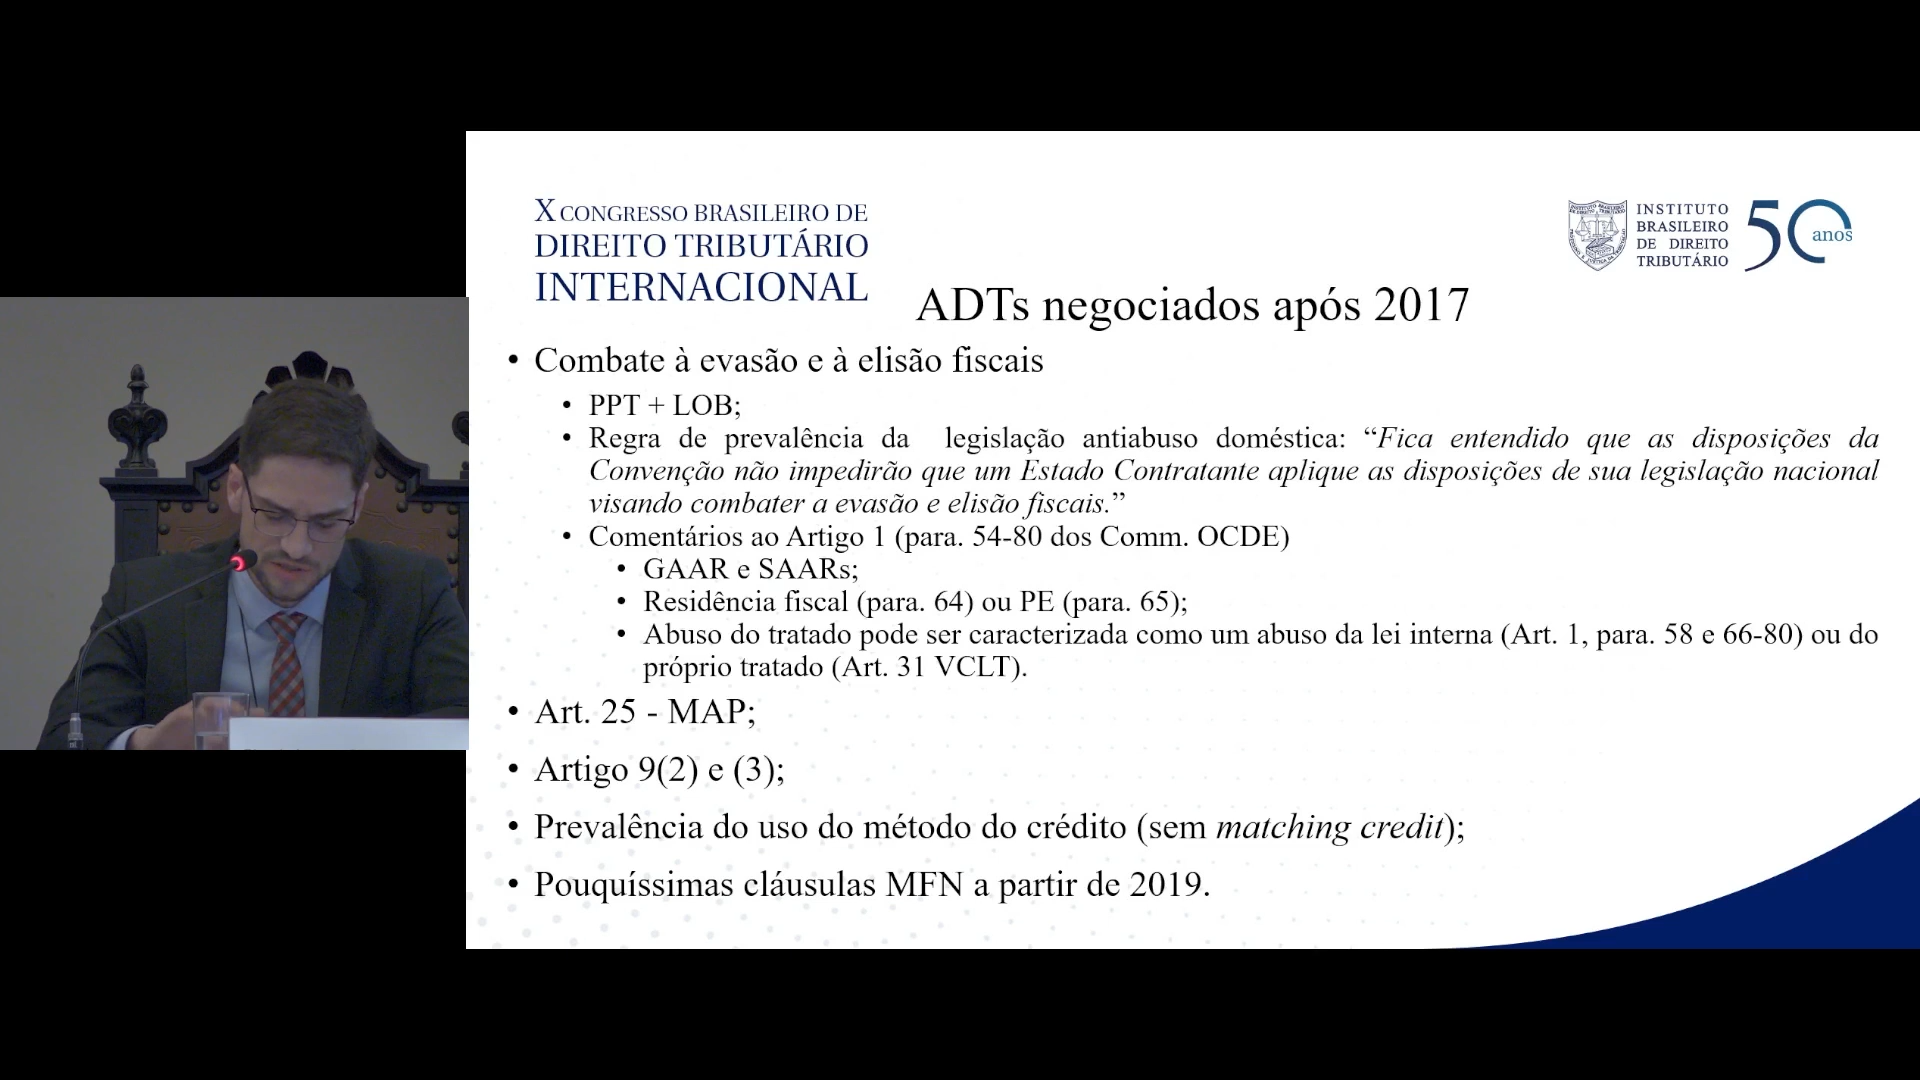 X CONGRESSO BRASILEIRO DE
DIREITO TRIBUTÁRIO
INTERNACIONAL
INSTITUTO
BRASILEIRO
DE DIREITO
TRIBUTÁRIO
50 anos
ADTs negociados após 2017
• Combate à evasão e à elisão fiscais
• PPT + LOB;
• Regra de prevalência da legislação antiabuso doméstica: “Fica entendido que as disposições da
Convenção não impedirão que um Estado Contratante aplique as disposições de sua legislação nacional
visando combater a evasão e elisão fiscais.”
• Comentários ao Artigo 1 (para. 54-80 dos Comm. OCDE)
• GAAR e SAARs;
• Residência fiscal (para. 64) ou PE (para. 65);
• Abuso do tratado pode ser caracterizada como um abuso da lei interna (Art. 1, para. 58 e 66-80) ou do
próprio tratado (Art. 31 VCLT).
• Art. 25 - MAP;
• Artigo 9(2) e (3);
• Prevalência do uso do método do crédito (sem matching credit);
• Pouquíssimas cláusulas MFN a partir de 2019.